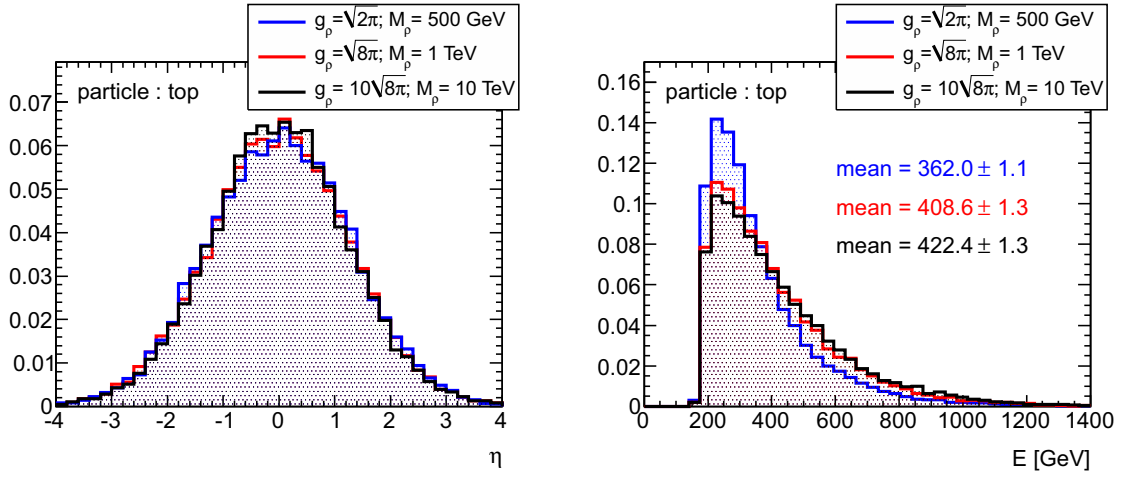 g_ρ=√2π; M_ρ= 500 GeV
g_ρ=√8π; M_ρ= 1 TeV
g_ρ= 10√8π; M_ρ= 10 TeV
particle : top
0.07
0.06
0.05
0.04
0.03
0.02
0.01
0
-4 -3 -2 -1 0 1 2 3 4
η
g_ρ=√2π; M_ρ= 500 GeV
g_ρ=√8π; M_ρ= 1 TeV
g_ρ= 10√8π; M_ρ= 10 TeV
particle : top
mean = 362.0 ± 1.1
mean = 408.6 ± 1.3
mean = 422.4 ± 1.3
0.16
0.14
0.12
0.1
0.08
0.06
0.04
0.02
0
0 200 400 600 800 1000 1200 1400
E [GeV]